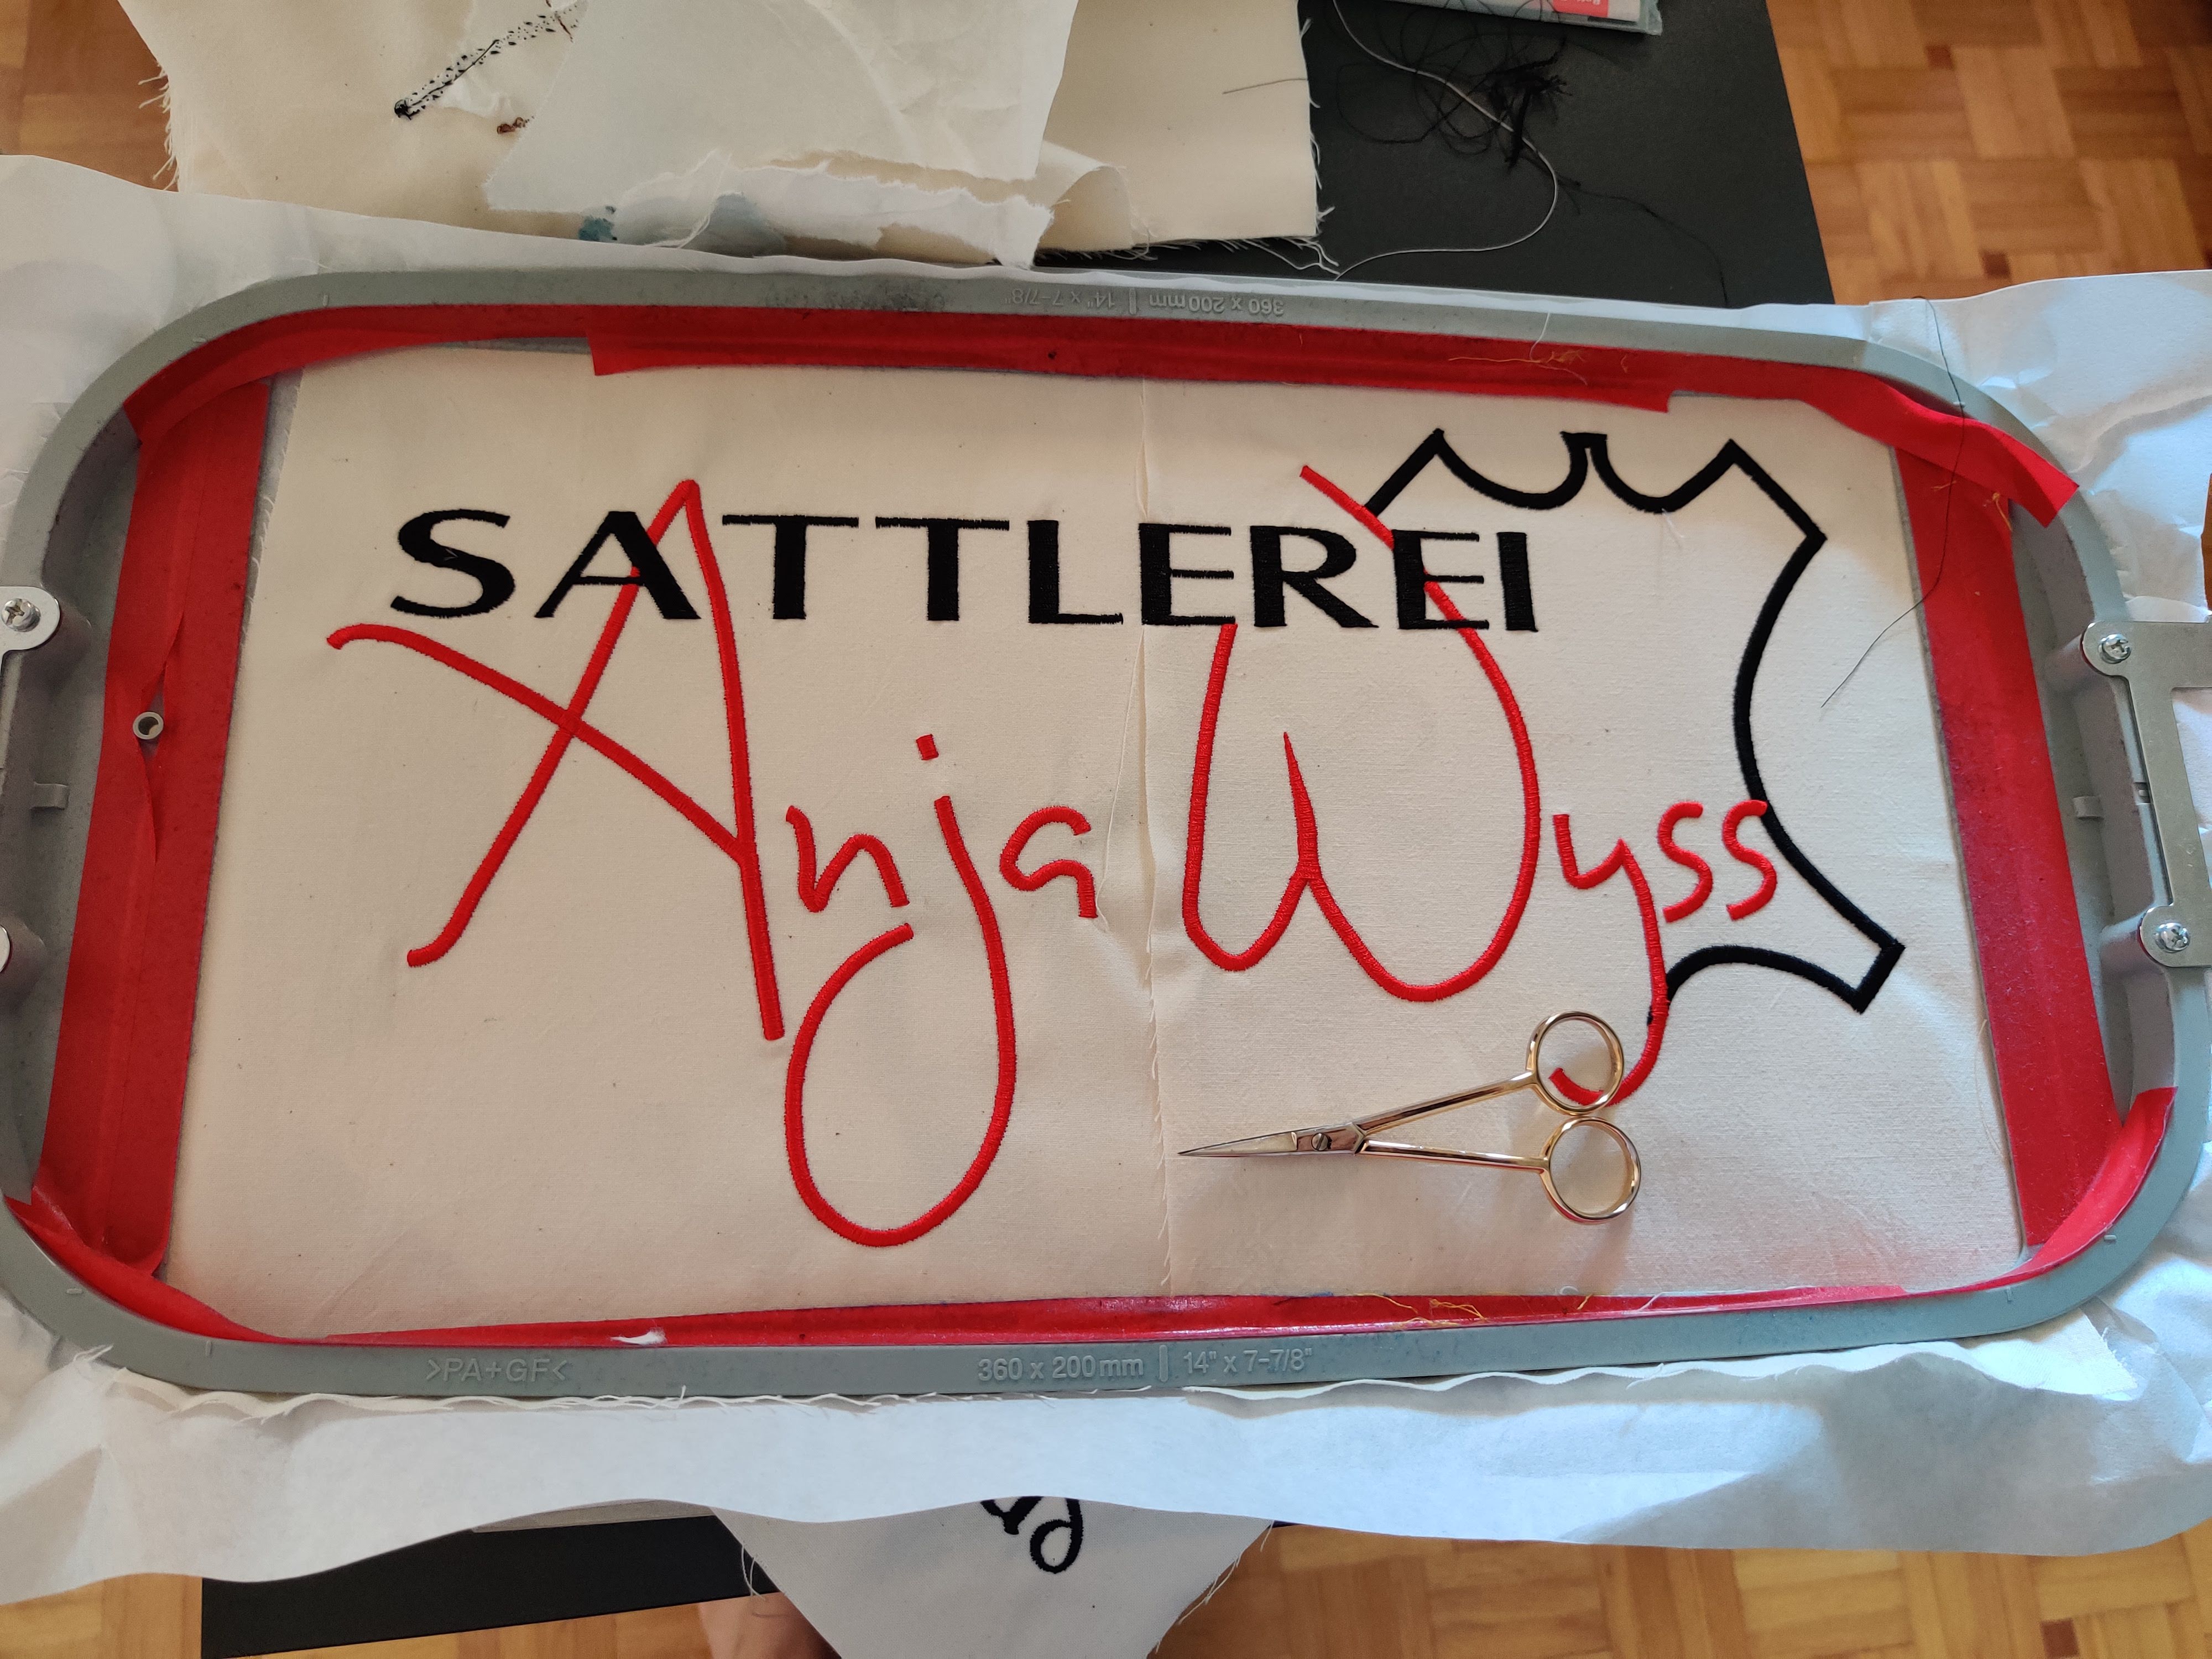 360 x 200 mm | 14" x 7-7/8"
SATTLEREI
Anja Wyss
>PA+GF<
360 x 200 mm | 14" x 7-7/8"